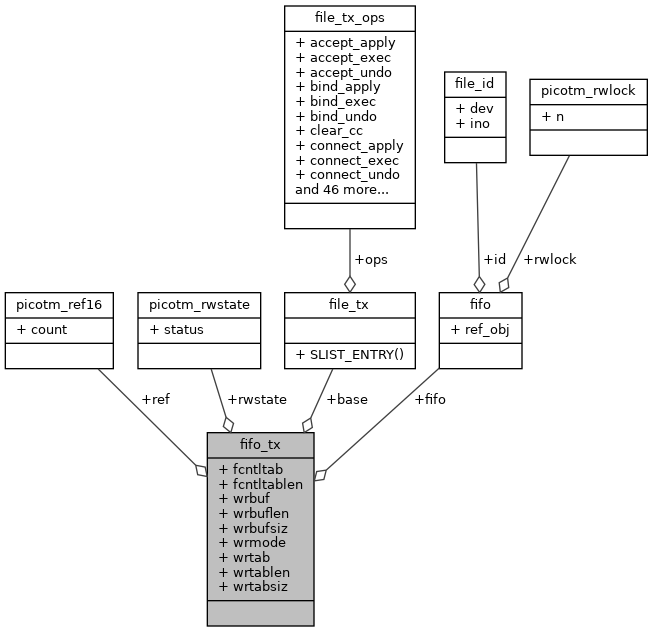 file_tx_ops
+ accept_apply
+ accept_exec
+ accept_undo
+ bind_apply
+ bind_exec
+ bind_undo
+ clear_cc
+ connect_apply
+ connect_exec
+ connect_undo
and 46 more...
file_id
+ dev
+ ino
picotm_rwlock
+ n
+ops
+id
+rwlock
picotm_ref16
+ count
picotm_rwstate
+ status
file_tx
+ SLIST_ENTRY()
fifo
+ ref_obj
+ref
+rwstate
+base
+fifo
fifo_tx
+ fcntltab
+ fcntltablen
+ wrbuf
+ wrbuflen
+ wrbufsiz
+ wrmode
+ wrtab
+ wrtablen
+ wrtabsiz